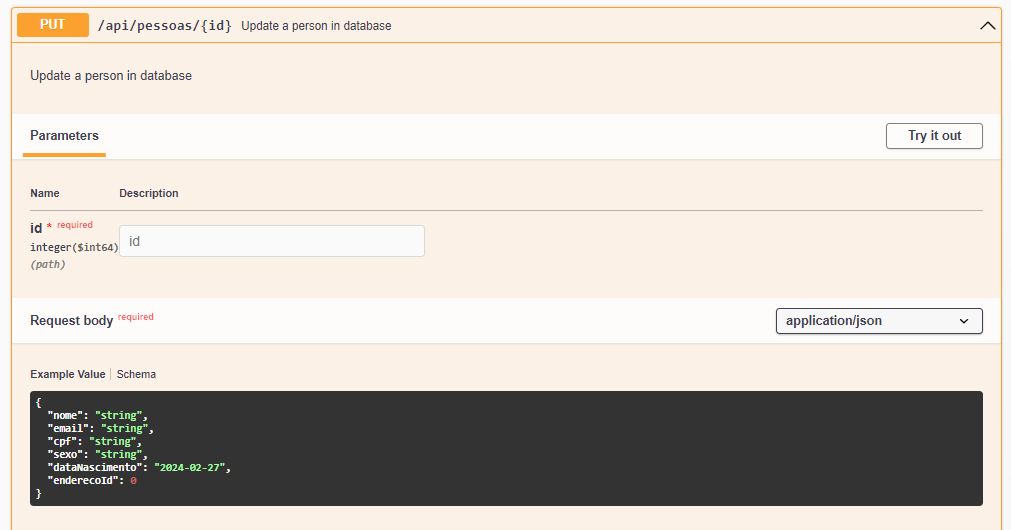 PUT /api/pessoas/{id} Update a person in database
Update a person in database
Parameters Try it out
Name Description
id * required
integer($int64) id
(path)
Request body required application/json
Example Value Schema
{
"nome": "string",
"email": "string",
"cpf": "string",
"sexo": "string",
"dataNascimento": "2024-02-27",
"enderecoId": 0
}